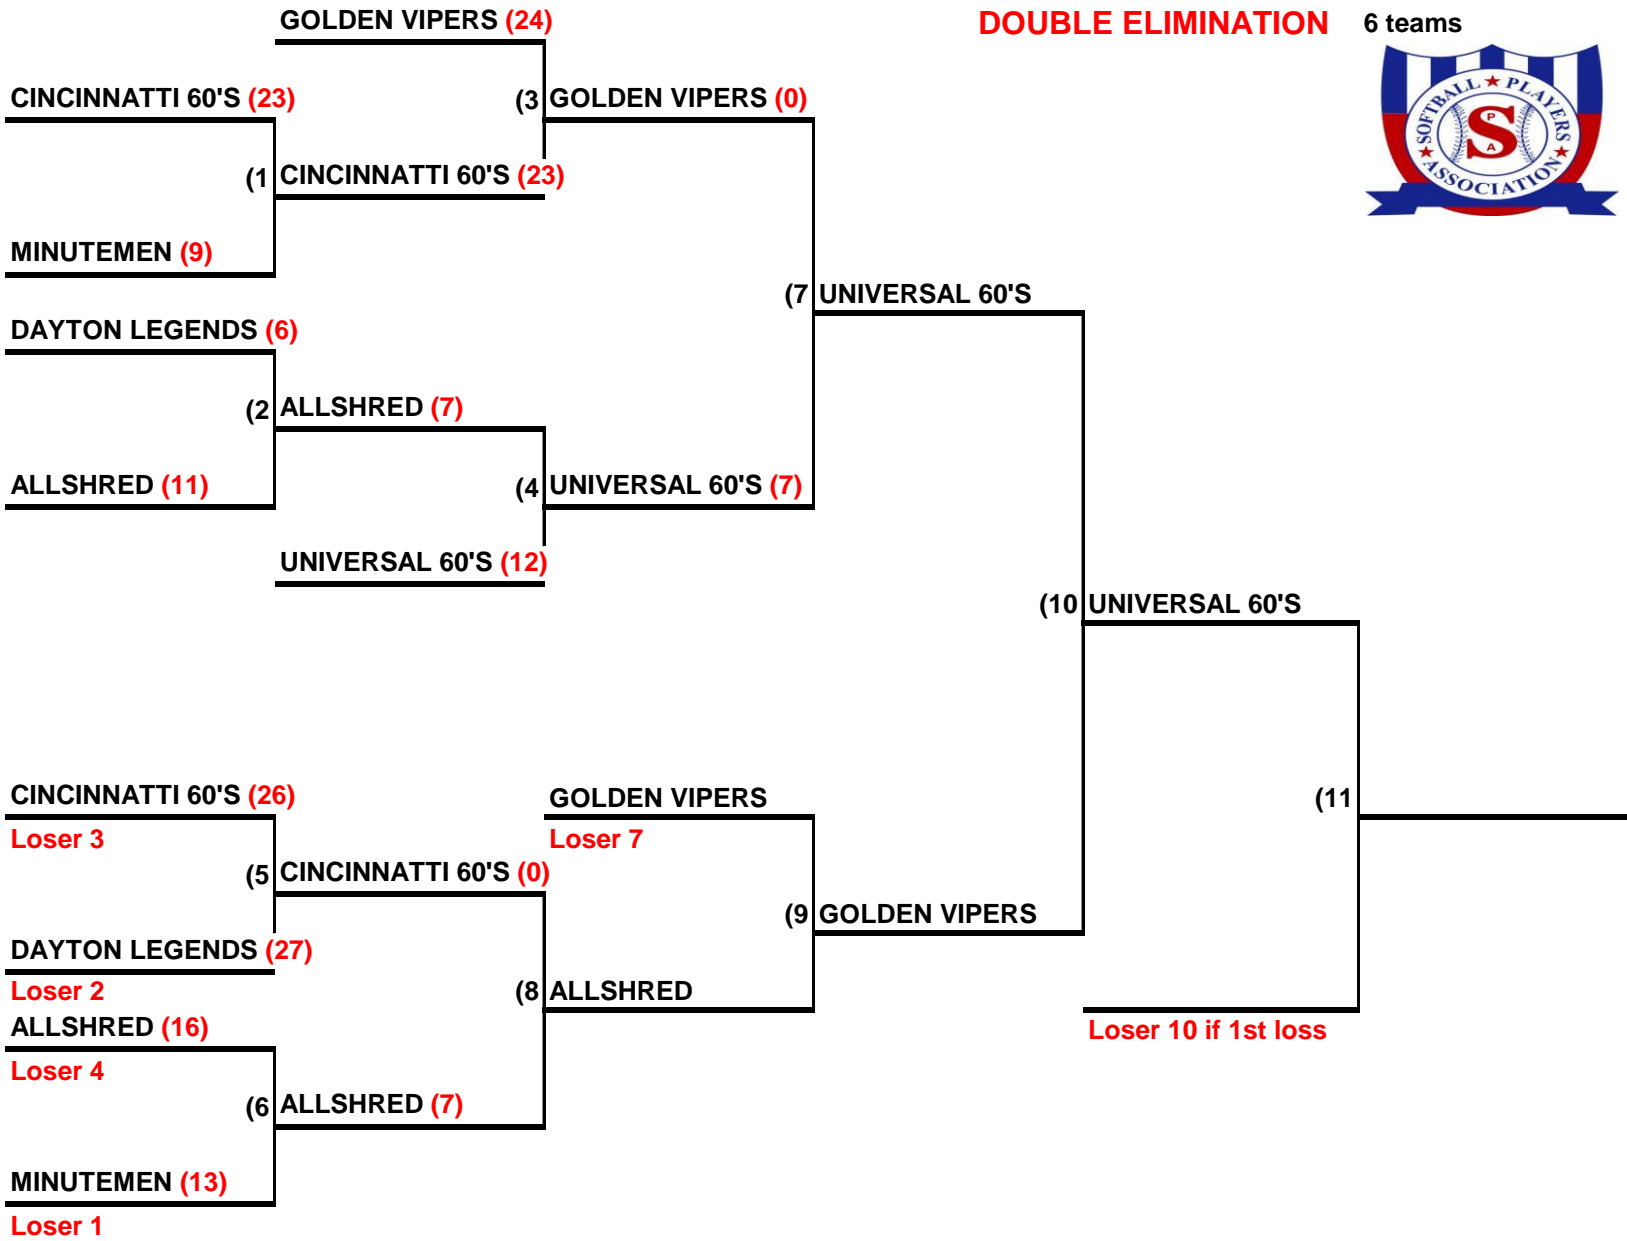 GOLDEN VIPERS (24)
DOUBLE ELIMINATION 6 teams
SOFTBALL ★ PLAYERS ★ ASSOCIATION ★
P
S
A
CINCINNATTI 60'S (23)
(3 GOLDEN VIPERS (0)
(1 CINCINNATTI 60'S (23)
MINUTEMEN (9)
(7 UNIVERSAL 60'S
DAYTON LEGENDS (6)
(2 ALLSHRED (7)
ALLSHRED (11)
(4 UNIVERSAL 60'S (7)
UNIVERSAL 60'S (12)
(10 UNIVERSAL 60'S
CINCINNATTI 60'S (26)
GOLDEN VIPERS
(11
Loser 3
Loser 7
(5 CINCINNATTI 60'S (0)
(9 GOLDEN VIPERS
DAYTON LEGENDS (27)
Loser 2
(8 ALLSHRED
ALLSHRED (16)
Loser 10 if 1st loss
Loser 4
(6 ALLSHRED (7)
MINUTEMEN (13)
Loser 1